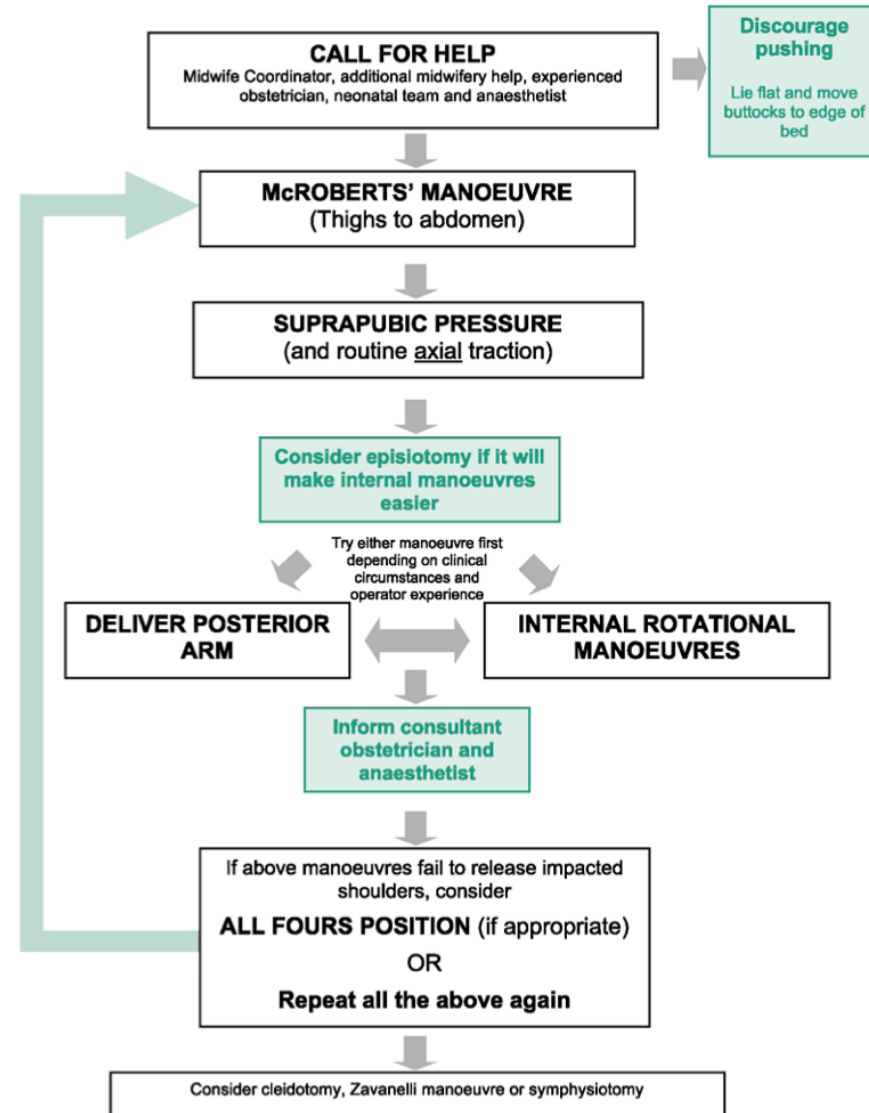 CALL FOR HELP
Midwife Coordinator, additional midwifery help, experienced
obstetrician, neonatal team and anaesthetist
Discourage
pushing
Lie flat and move
buttocks to edge of
bed
McROBERTS' MANOEUVRE
(Thighs to abdomen)
SUPRAPUBIC PRESSURE
(and routine axial traction)
Consider episiotomy if it will
make internal manoeuvres
easier
Try either manoeuvre first
depending on clinical
circumstances and
operator experience
DELIVER POSTERIOR
ARM
INTERNAL ROTATIONAL
MANOEUVRES
Inform consultant
obstetrician and
anaesthetist
If above manoeuvres fail to release impacted
shoulders, consider
ALL FOURS POSITION (if appropriate)
OR
Repeat all the above again
Consider cleidotomy, Zavanelli manoeuvre or symphysiotomy